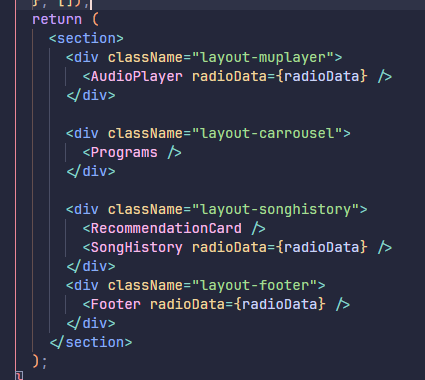 }, []);
return (
<section>
<div className="layout-muplayer">
<AudioPlayer radioData={radioData} />
</div>
<div className="layout-carrousel">
<Programs />
</div>
<div className="layout-songhistory">
<RecommendationCard />
<SongHistory radioData={radioData} />
</div>
<div className="layout-footer">
<Footer radioData={radioData} />
</div>
</section>
);
}